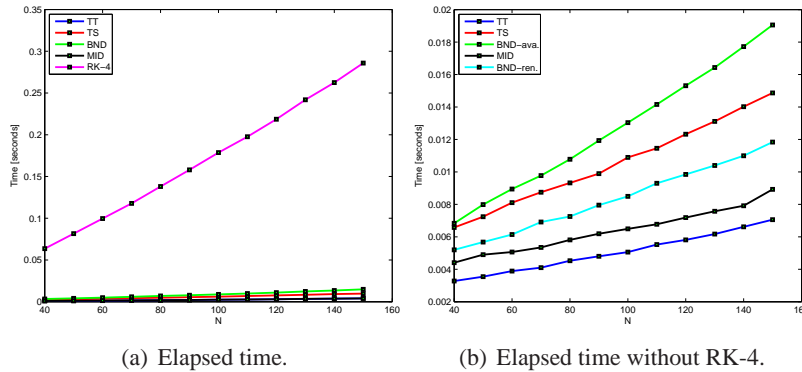 0.35
0.3
0.25
0.2
0.15
0.1
0.05
0
Time [seconds]
TT
TS
BND
MID
RK-4
40 60 80 100 120 140 160
N
(a) Elapsed time.
0.02
0.018
0.016
0.014
0.012
0.01
0.008
0.006
0.004
0.002
Time [seconds]
TT
TS
BND-ava.
MID
BND-ren.
40 60 80 100 120 140 160
N
(b) Elapsed time without RK-4.